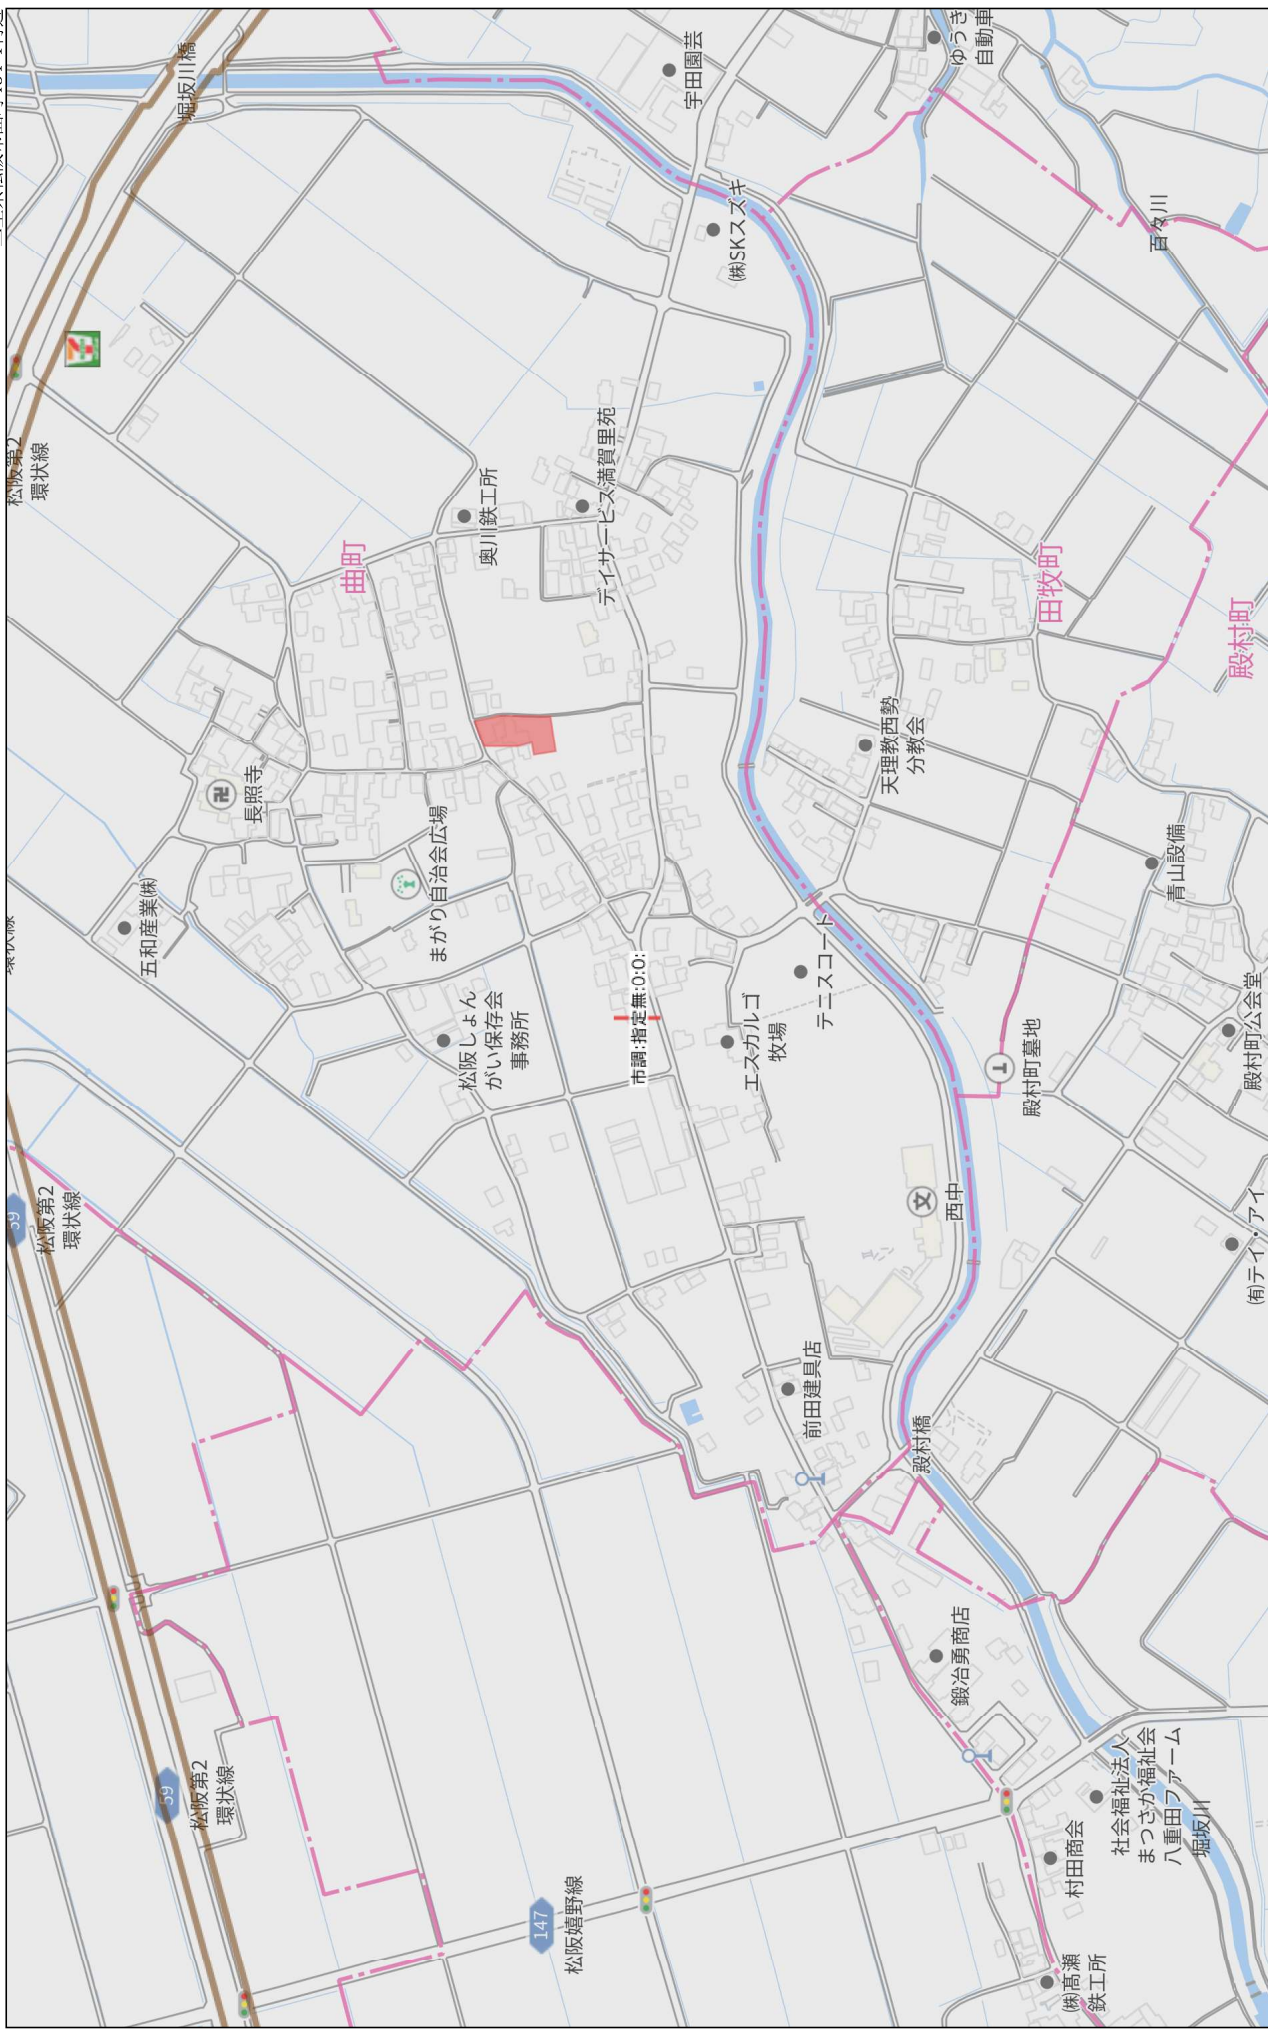 堀坂川橋
宇田園芸
ゆうき
自動車
㈱SKスズキ
百々川
松阪第2
環状線
奥川鉄工所
デイサービス満賀里苑
曲町
田牧町
殿村町
長照寺
天理教西勢
分教会
まがり自治会広場
青山設備
五和産業㈱
環状線
テニスコート
市調:指定無:0:0:
松阪しょん
がい保存会
事務所
エスカルゴ
牧場
殿村町墓地
殿村町公会堂
西中
㈲テイ・アイ
59
松阪第2
環状線
前田建具店
殿村橋
鍛冶勇商店
59
松阪第2
環状線
社会福祉法人
まつさか福祉会
八重田ファーム
堀坂川
村田商会
147
松阪嬉野線
㈱髙瀬
鉄工所